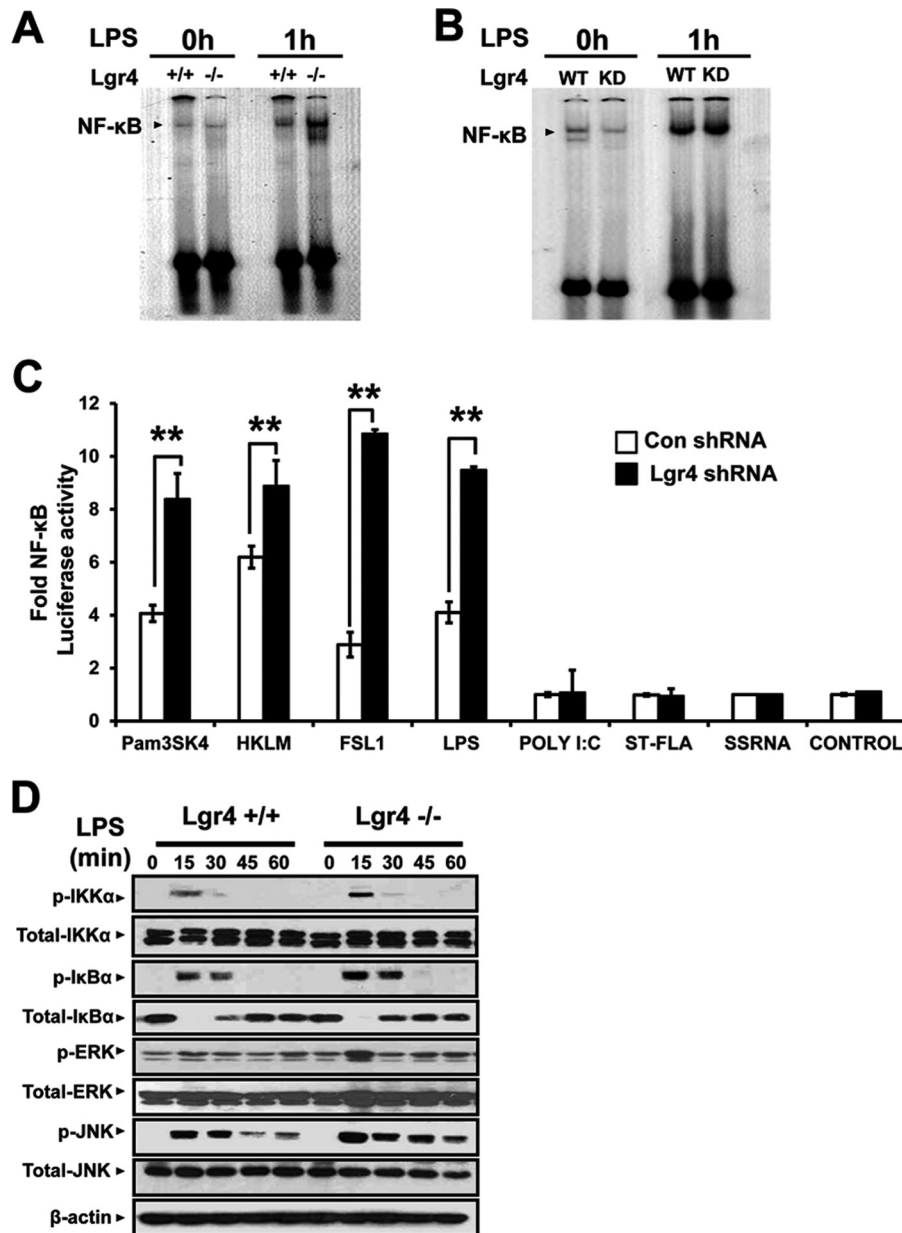 A
LPS 0h 1h
Lgr4 +/+ -/- +/+ -/-
NF-κB
B
LPS 0h 1h
Lgr4 WT KD WT KD
NF-κB
C
Fold NF-κB
Luciferase activity
12
10
8
6
4
2
0
** ** ** **
Con shRNA
Lgr4 shRNA
Pam3SK4 HKLM FSL1 LPS POLY I:C ST-FLA SSRNA CONTROL
D
Lgr4 +/+ Lgr4 -/-
LPS
(min) 0 15 30 45 60 0 15 30 45 60
p-IKKα
Total-IKKα
p-IκBα
Total-IκBα
p-ERK
Total-ERK
p-JNK
Total-JNK
β-actin